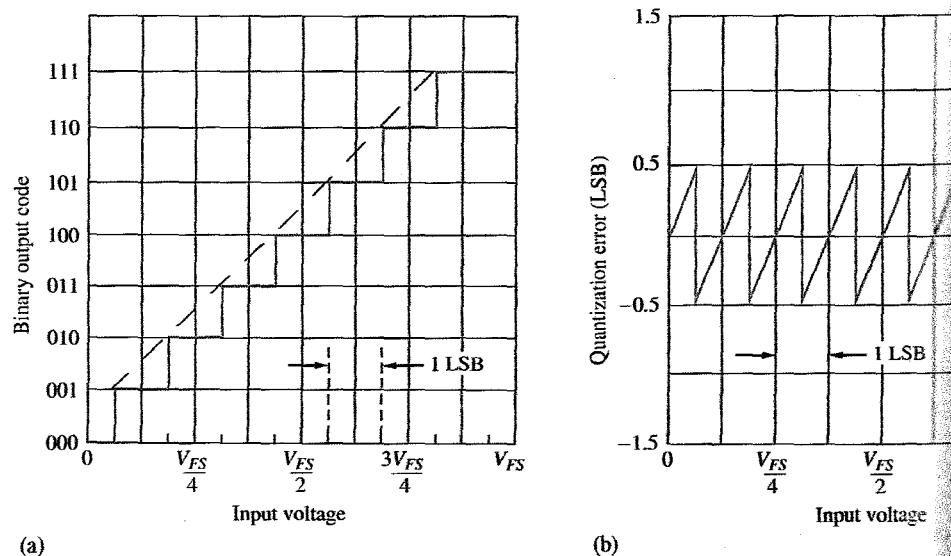 111
110
101
100
011
010
001
000
Binary output code
1 LSB
0
V_FS/4
V_FS/2
3V_FS/4
V_FS
Input voltage
(a)
1.5
0.5
0
-0.5
-1.5
Quantization error (LSB)
1 LSB
0
V_FS/4
V_FS/2
Input voltage
(b)